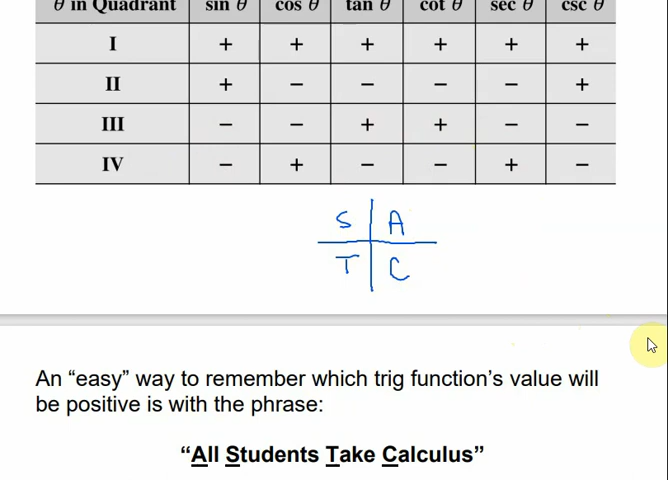 θ in Quadrant sin θ cos θ tan θ cot θ sec θ csc θ
I + + + + + +
II + − − − − +
III − − + + − −
IV − + − − + −
S A
T C
An “easy” way to remember which trig function’s value will
be positive is with the phrase:
“All Students Take Calculus”